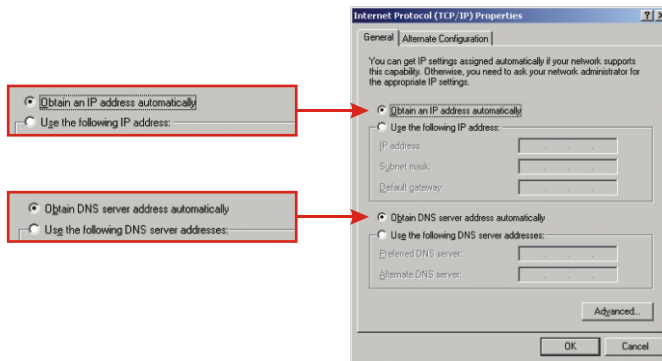 Obtain an IP address automatically
Use the following IP address:
Obtain DNS server address automatically
Use the following DNS server addresses:
Internet Protocol (TCP/IP) Properties
General
Alternate Configuration
You can get IP settings assigned automatically if your network supports
this capability. Otherwise, you need to ask your network administrator for
the appropriate IP settings.
Obtain an IP address automatically
Use the following IP address:
IP address:
Subnet mask:
Default gateway:
Obtain DNS server address automatically
Use the following DNS server addresses:
Preferred DNS server:
Alternate DNS server:
Advanced...
OK
Cancel